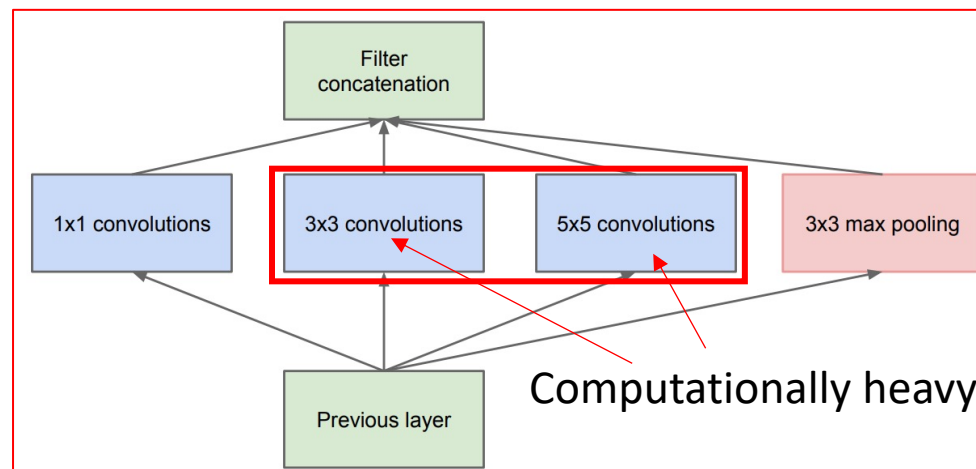 Filter
concatenation
1x1 convolutions
3x3 convolutions
5x5 convolutions
3x3 max pooling
Computationally heavy
Previous layer